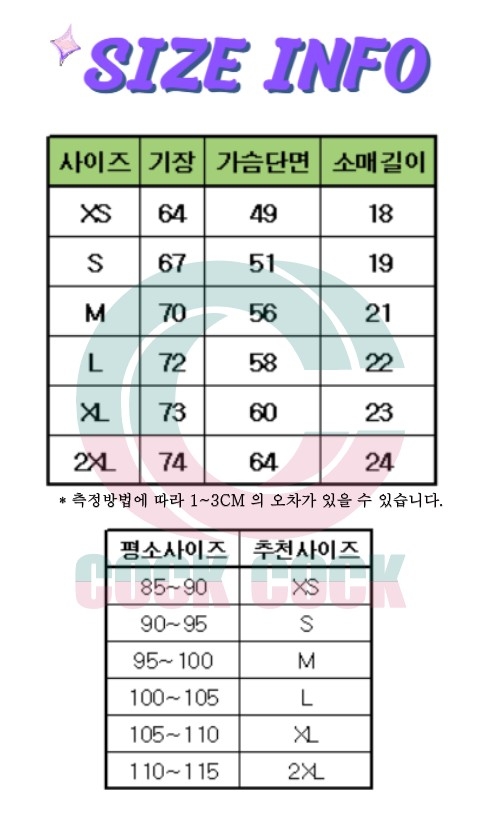 SIZE INFO
사이즈 기장 가슴단면 소매길이
XS 64 49 18
S 67 51 19
M 70 56 21
L 72 58 22
XL 73 60 23
2XL 74 64 24
* 측정방법에 따라 1~3CM 의 오차가 있을 수 있습니다.
평소사이즈 추천사이즈
85~90 XS
COCK COCK
90~95 S
95~100 M
100~105 L
105~110 XL
110~115 2XL